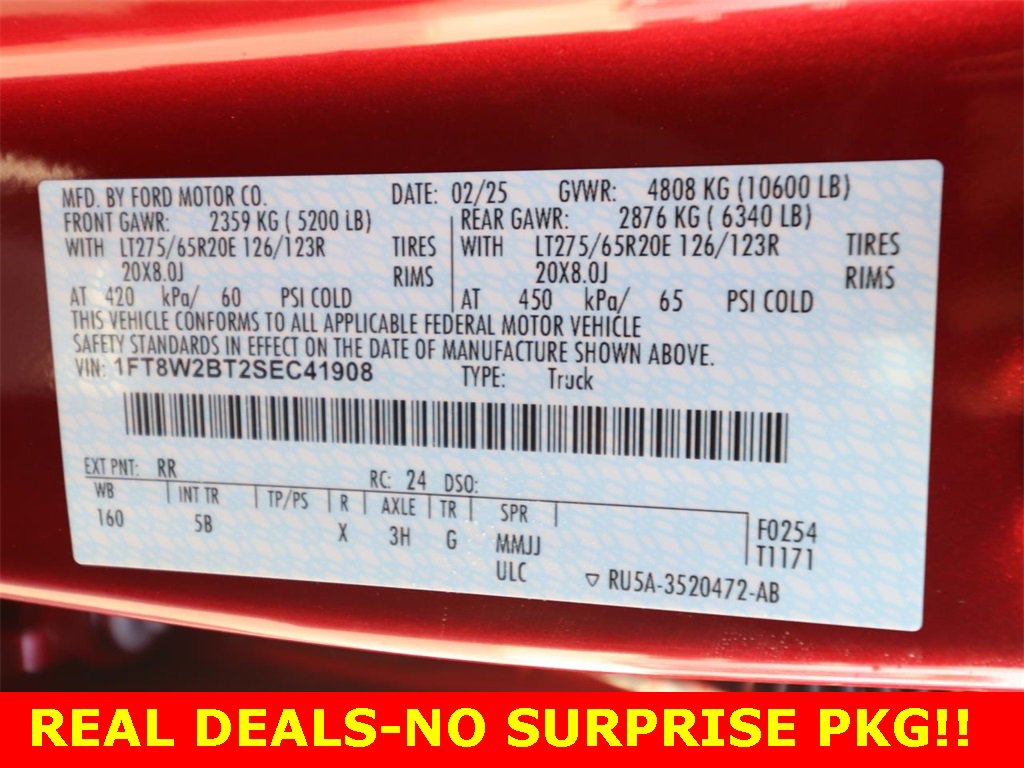 MFD. BY FORD MOTOR CO. DATE: 02/25 GVWR: 4808 KG (10600 LB)
FRONT GAWR: 2359 KG ( 5200 LB) REAR GAWR: 2876 KG ( 6340 LB)
WITH LT275/65R20E 126/123R TIRES WITH LT275/65R20E 126/123R TIRES
20X8.0J RIMS 20X8.0J RIMS
AT 420 kPa/ 60 PSI COLD AT 450 kPa/ 65 PSI COLD
THIS VEHICLE CONFORMS TO ALL APPLICABLE FEDERAL MOTOR VEHICLE
SAFETY STANDARDS IN EFFECT ON THE DATE OF MANUFACTURE SHOWN ABOVE.
VIN: 1FT8W2BT2SEC41908 TYPE: Truck
EXT PNT: RR RC: 24 DSO:
WB INT TR TP/PS R AXLE TR SPR
160 5B X 3H G MMJJ F0254
ULC T1171
RU5A-3520472-AB
REAL DEALS-NO SURPRISE PKG!!